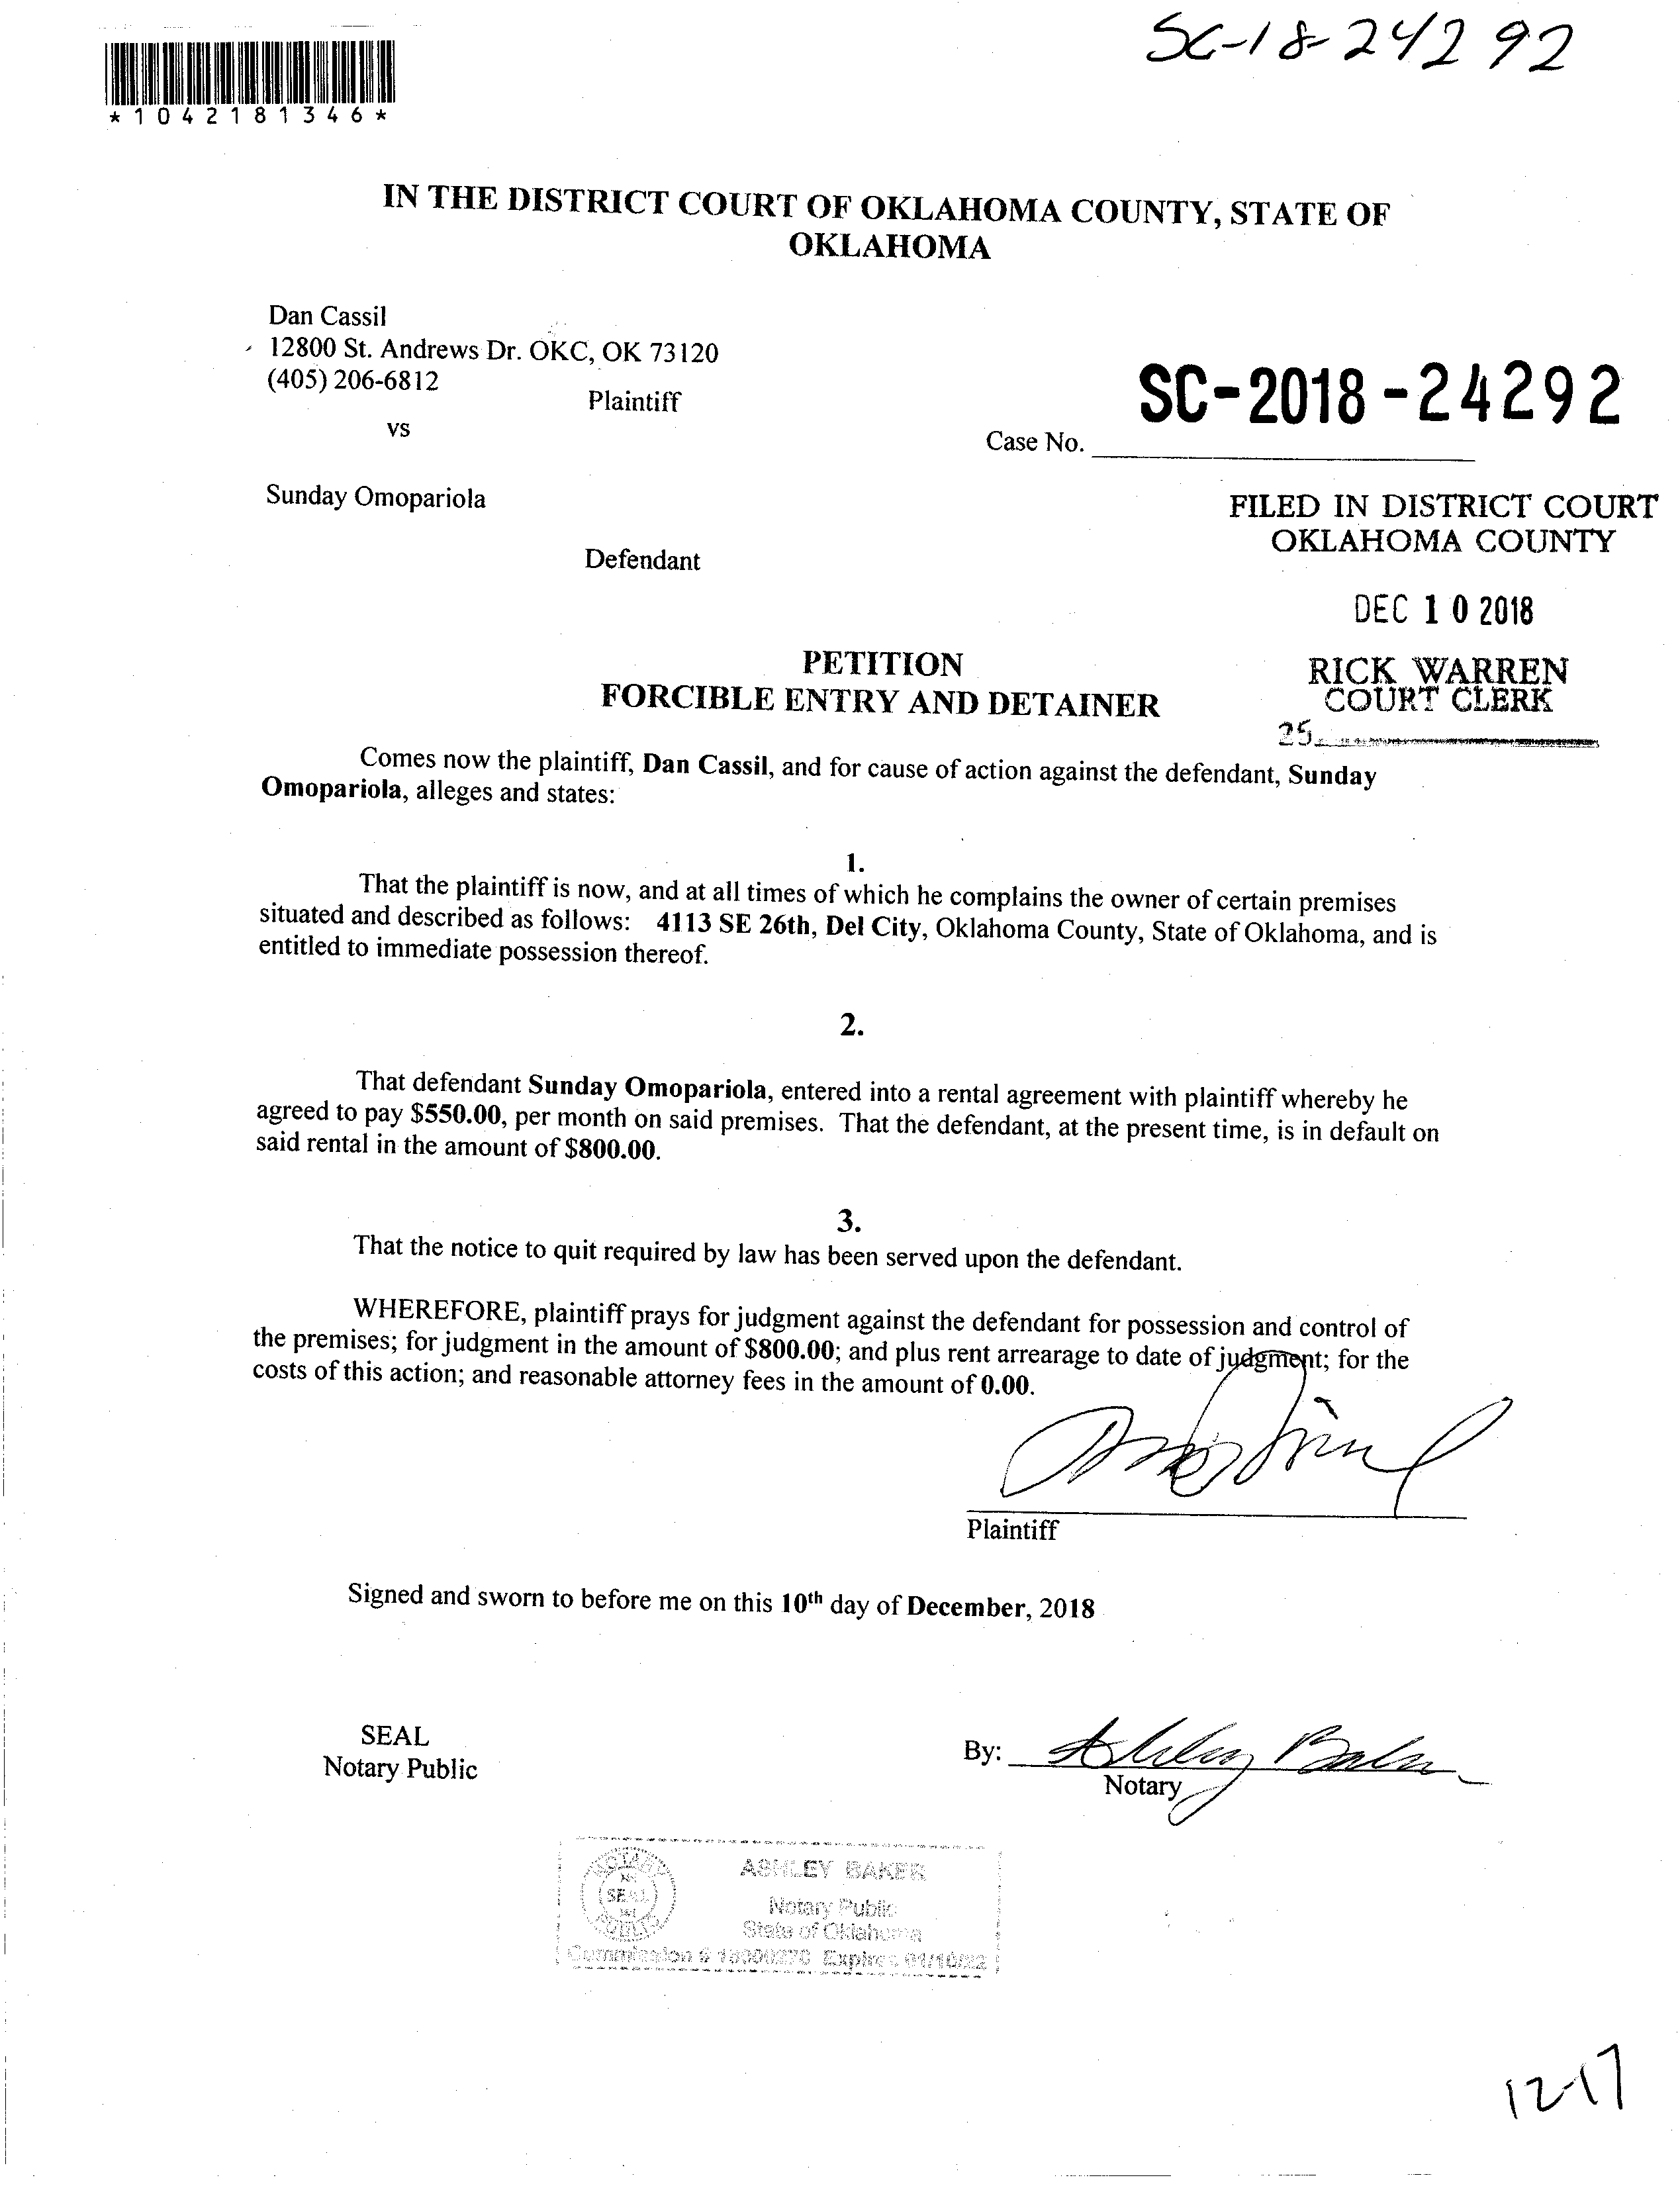 SC-18-24292
*1042181346*
IN THE DISTRICT COURT OF OKLAHOMA COUNTY, STATE OF
OKLAHOMA
Dan Cassil
12800 St. Andrews Dr. OKC, OK 73120
(405) 206-6812
Plaintiff
vs
SC-2018-24292
Case No.
Sunday Omopariola
Defendant
FILED IN DISTRICT COURT
OKLAHOMA COUNTY
DEC 10 2018
RICK WARREN
COURT CLERK
25
PETITION
FORCIBLE ENTRY AND DETAINER
Comes now the plaintiff, Dan Cassil, and for cause of action against the defendant, Sunday
Omopariola, alleges and states:
1.
That the plaintiff is now, and at all times of which he complains the owner of certain premises
situated and described as follows: 4113 SE 26th, Del City, Oklahoma County, State of Oklahoma, and is
entitled to immediate possession thereof.
2.
That defendant Sunday Omopariola, entered into a rental agreement with plaintiff whereby he
agreed to pay $550.00, per month on said premises. That the defendant, at the present time, is in default on
said rental in the amount of $800.00.
3.
That the notice to quit required by law has been served upon the defendant.
WHEREFORE, plaintiff prays for judgment against the defendant for possession and control of
the premises; for judgment in the amount of $800.00; and plus rent arrearage to date of judgment; for the
costs of this action; and reasonable attorney fees in the amount of 0.00.
Plaintiff
Signed and sworn to before me on this 10th day of December, 2018
SEAL
Notary Public
By: Ashley Baker
Notary
ASHLEY BAKER
NOTARY
SEAL
PUBLIC
Notary Public
State of Oklahoma
Commission # Expires 01/10/22
12-17